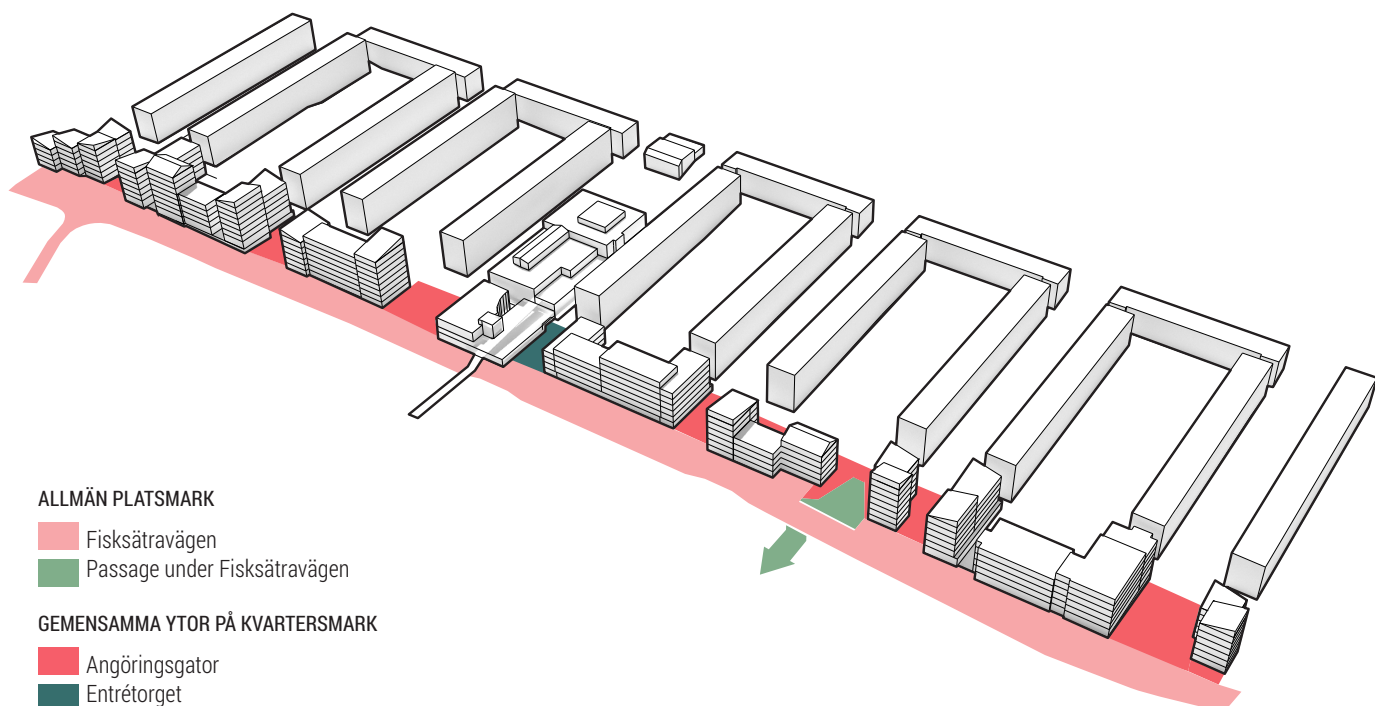 ALLMÄN PLATSMARK
Fisksätravägen
Passage under Fisksätravägen
GEMENSAMMA YTOR PÅ KVARTERSMARK
Angöringsgator
Entrétorget